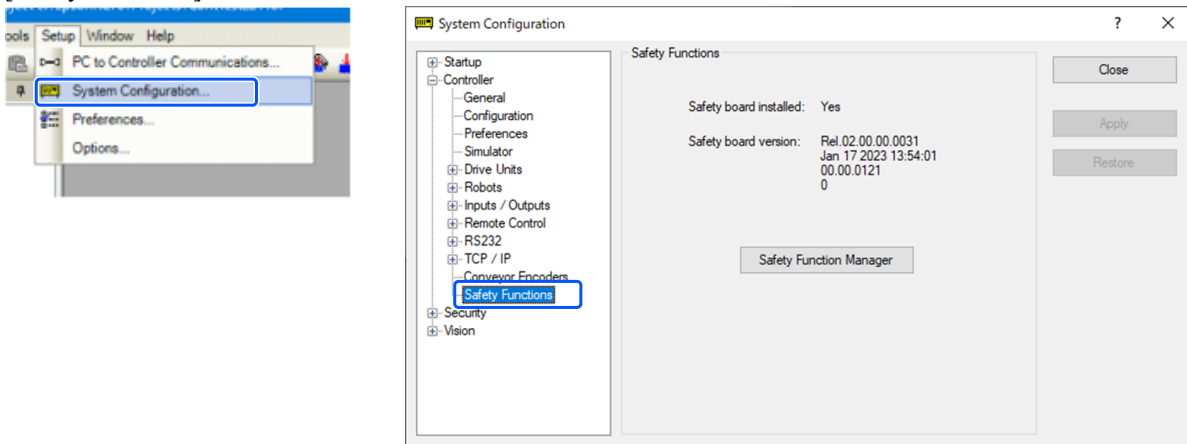 ools Setup Window Help
PC to Controller Communications...
System Configuration...
Preferences...
Options...
System Configuration
? ×
Startup
Controller
General
Configuration
Preferences
Simulator
Drive Units
Robots
Inputs / Outputs
Remote Control
RS232
TCP / IP
Conveyor Encoders
Safety Functions
Security
Vision
Safety Functions
Safety board installed: Yes
Safety board version: Rel.02.00.00.0031
Jan 17 2023 13:54:01
00.00.0121
0
Safety Function Manager
Close
Apply
Restore